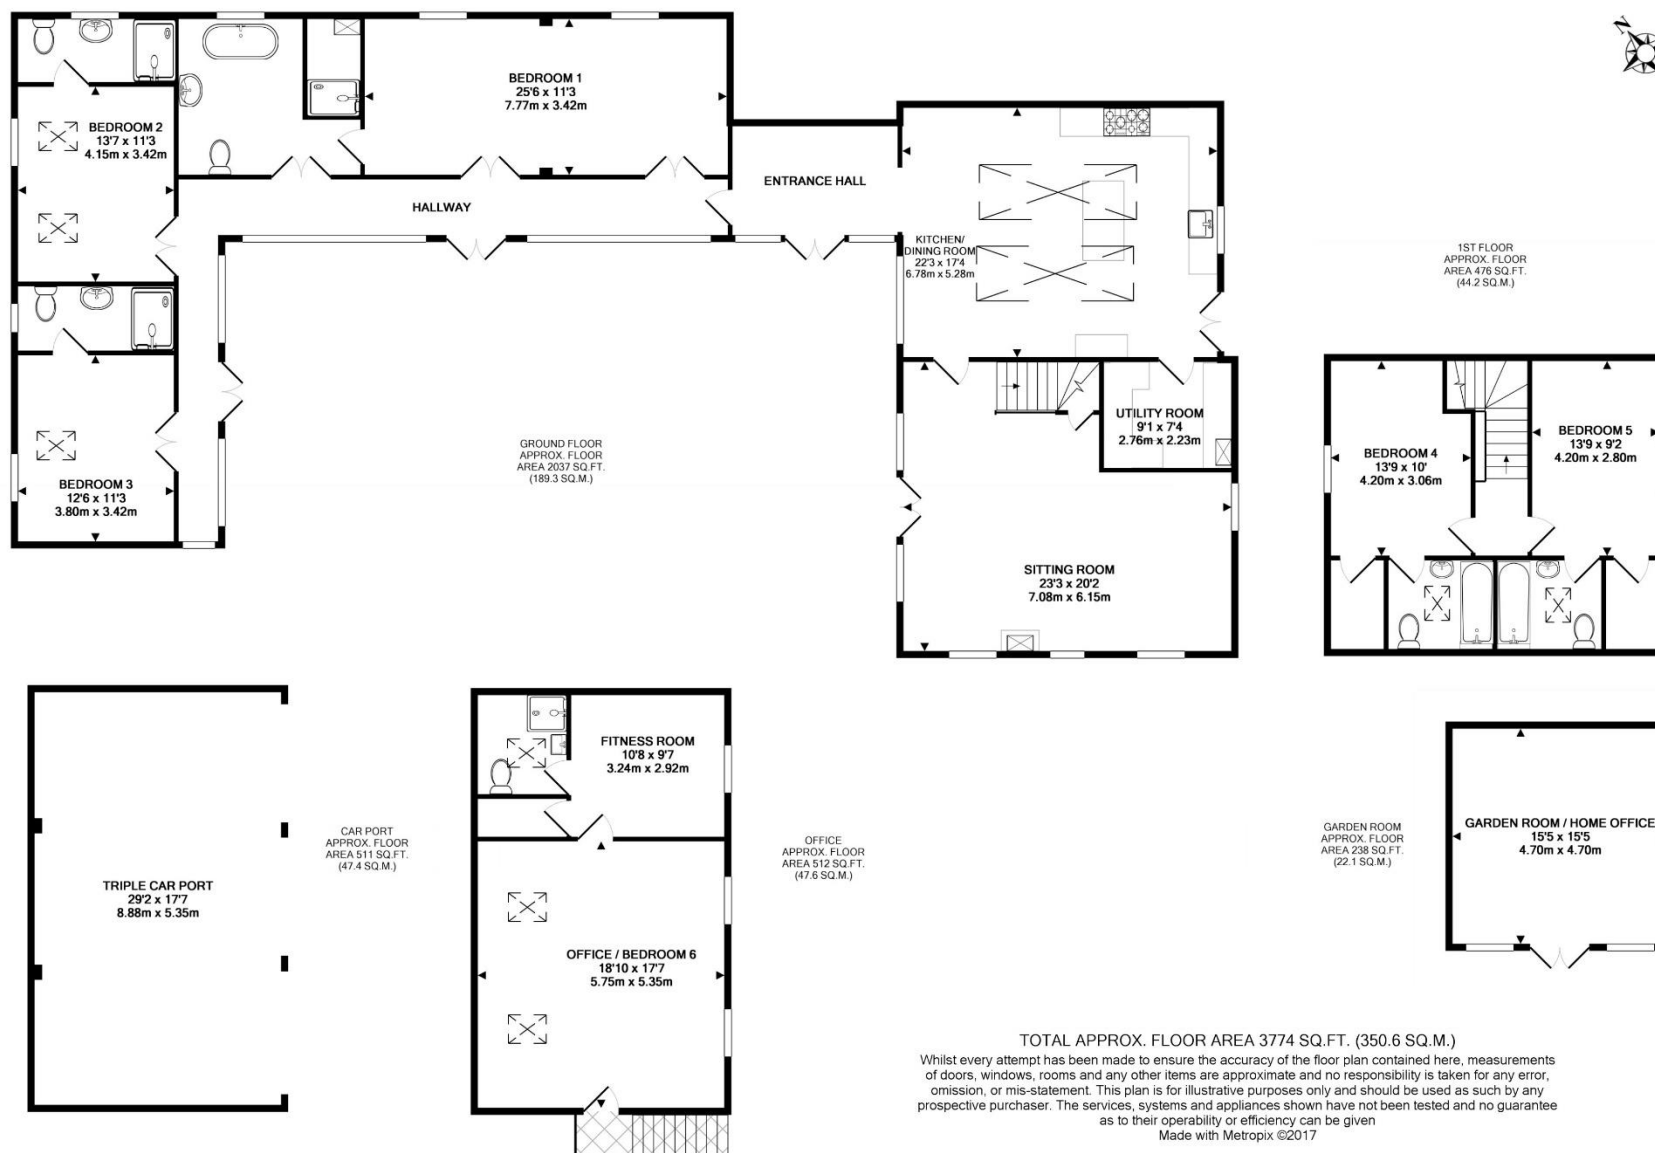 N
BEDROOM 1
25'6 x 11'3
7.77m x 3.42m
BEDROOM 2
13'7 x 11'3
4.15m x 3.42m
ENTRANCE HALL
HALLWAY
KITCHEN/
DINING ROOM
22'3 x 17'4
6.78m x 5.28m
1ST FLOOR
APPROX. FLOOR
AREA 476 SQ.FT.
(44.2 SQ.M.)
UTILITY ROOM
9'1 x 7'4
2.76m x 2.23m
GROUND FLOOR
APPROX. FLOOR
AREA 2037 SQ.FT.
(189.3 SQ.M.)
BEDROOM 3
12'6 x 11'3
3.80m x 3.42m
BEDROOM 4
13'9 x 10'
4.20m x 3.06m
BEDROOM 5
13'9 x 9'2
4.20m x 2.80m
SITTING ROOM
23'3 x 20'2
7.08m x 6.15m
FITNESS ROOM
10'8 x 9'7
3.24m x 2.92m
CAR PORT
APPROX. FLOOR
AREA 511 SQ.FT.
(47.4 SQ.M.)
OFFICE
APPROX. FLOOR
AREA 512 SQ.FT.
(47.6 SQ.M.)
GARDEN ROOM
APPROX. FLOOR
AREA 238 SQ.FT.
(22.1 SQ.M.)
GARDEN ROOM / HOME OFFICE
15'5 x 15'5
4.70m x 4.70m
TRIPLE CAR PORT
29'2 x 17'7
8.88m x 5.35m
OFFICE / BEDROOM 6
18'10 x 17'7
5.75m x 5.35m
TOTAL APPROX. FLOOR AREA 3774 SQ.FT. (350.6 SQ.M.)
Whilst every attempt has been made to ensure the accuracy of the floor plan contained here, measurements
of doors, windows, rooms and any other items are approximate and no responsibility is taken for any error,
omission, or mis-statement. This plan is for illustrative purposes only and should be used as such by any
prospective purchaser. The services, systems and appliances shown have not been tested and no guarantee
as to their operability or efficiency can be given
Made with Metropix ©2017